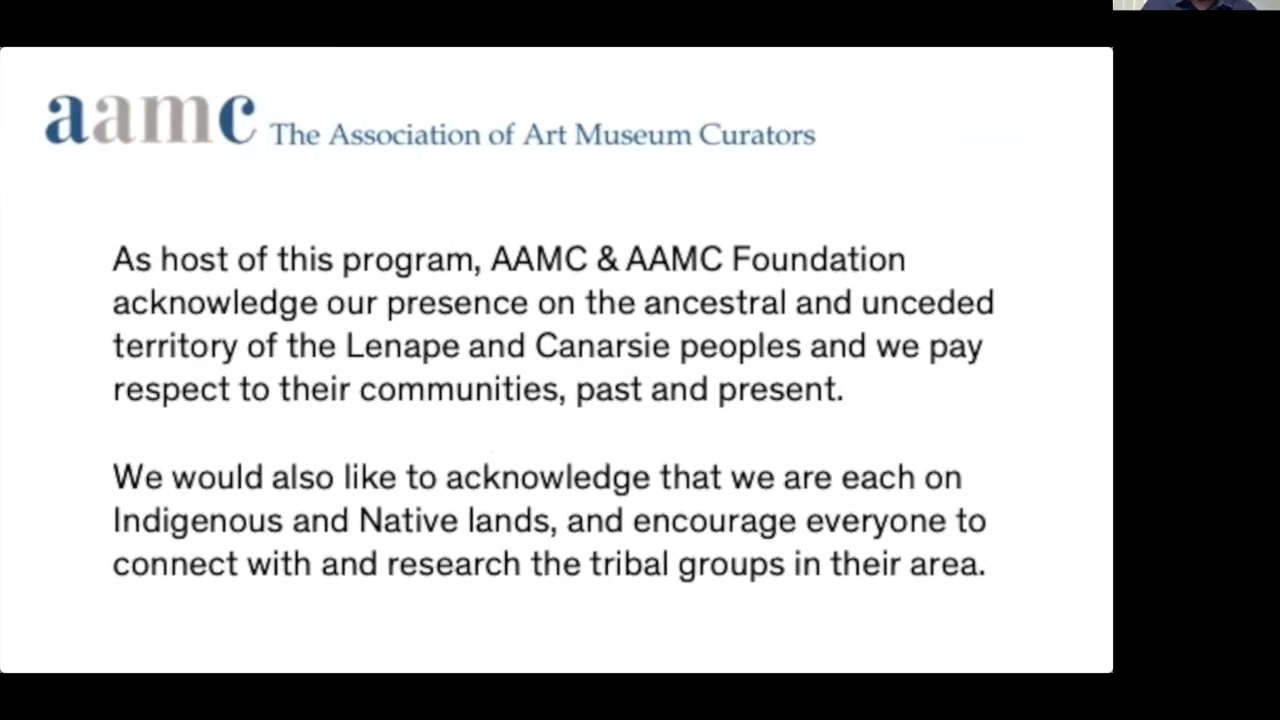 aamc The Association of Art Museum Curators
As host of this program, AAMC & AAMC Foundation
acknowledge our presence on the ancestral and unceded
territory of the Lenape and Canarsie peoples and we pay
respect to their communities, past and present.
We would also like to acknowledge that we are each on
Indigenous and Native lands, and encourage everyone to
connect with and research the tribal groups in their area.